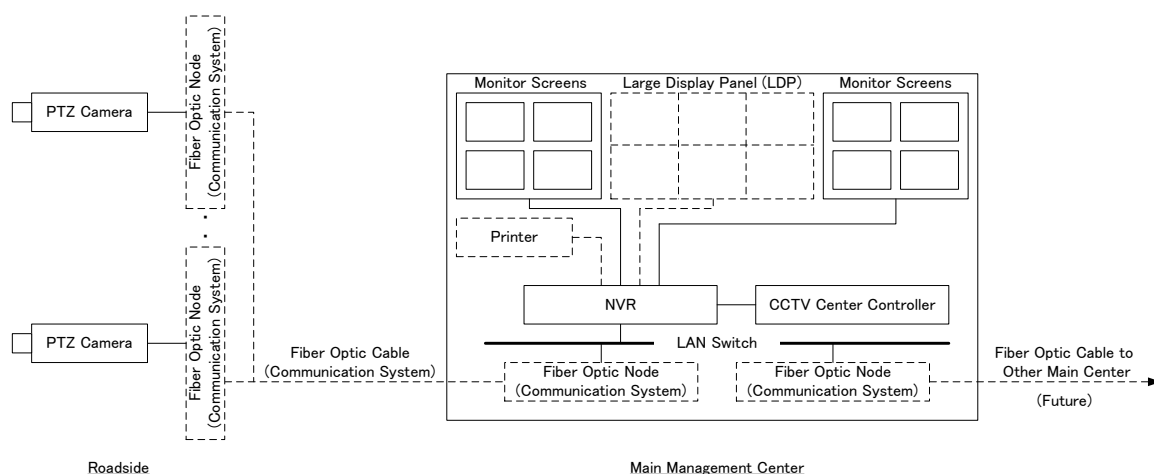 PTZ Camera
Fiber Optic Node
(Communication System)
PTZ Camera
Fiber Optic Node
(Communication System)
Fiber Optic Cable
(Communication System)
Roadside
Monitor Screens
Large Display Panel (LDP)
Monitor Screens
Printer
NVR
CCTV Center Controller
LAN Switch
Fiber Optic Node
(Communication System)
Fiber Optic Node
(Communication System)
Fiber Optic Cable to
Other Main Center
(Future)
Main Management Center